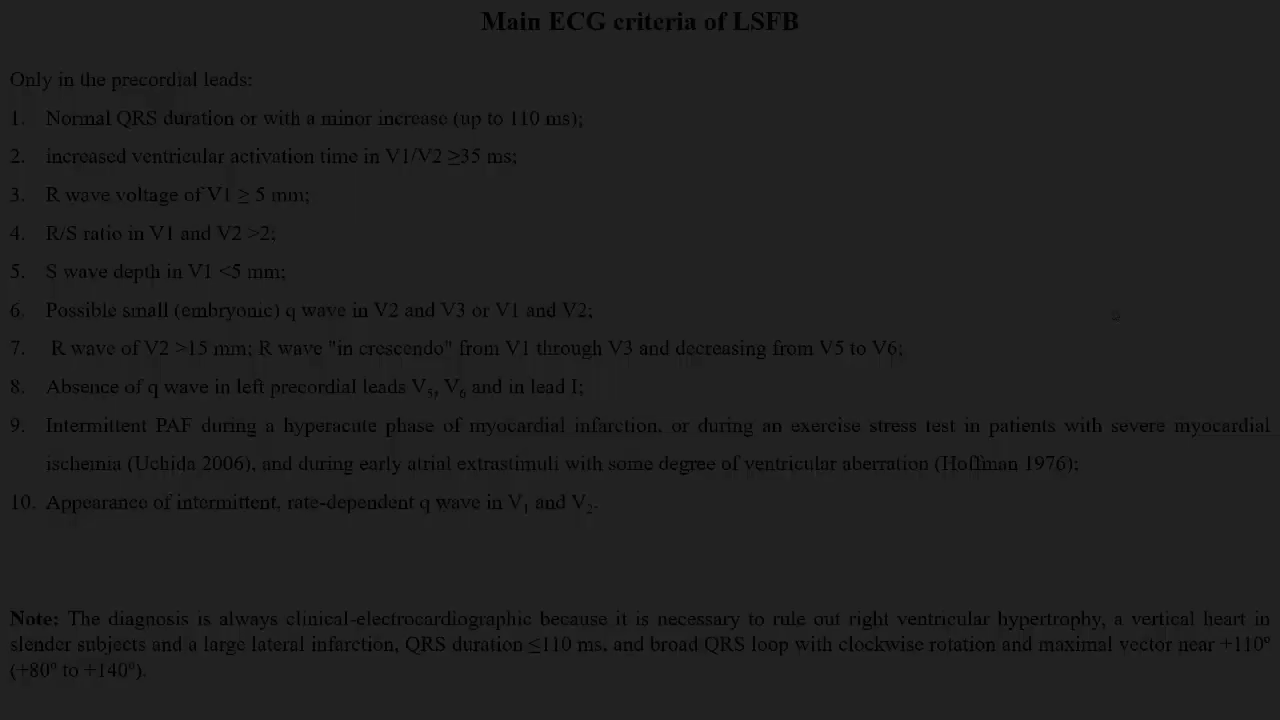 Main ECG criteria of LSFB
Only in the precordial leads:
1. Normal QRS duration or with a minor increase (up to 110 ms);
2. increased ventricular activation time in V1/V2 ≥35 ms;
3. R wave voltage of V1 ≥ 5 mm;
4. R/S ratio in V1 and V2 >2;
5. S wave depth in V1 <5 mm;
6. Possible small (embryonic) q wave in V2 and V3 or V1 and V2;
7. R wave of V2 >15 mm; R wave "in crescendo" from V1 through V3 and decreasing from V5 to V6;
8. Absence of q wave in left precordial leads V5, V6 and in lead I;
9. Intermittent PAF during a hyperacute phase of myocardial infarction, or during an exercise stress test in patients with severe myocardial
ischemia (Uchida 2006), and during early atrial extrastimuli with some degree of ventricular aberration (Hoffman 1976);
10. Appearance of intermittent, rate-dependent q wave in V1 and V2.
Note: The diagnosis is always clinical-electrocardiographic because it is necessary to rule out right ventricular hypertrophy, a vertical heart in
slender subjects and a large lateral infarction, QRS duration ≤110 ms, and broad QRS loop with clockwise rotation and maximal vector near +110º
(+80º to +140º).